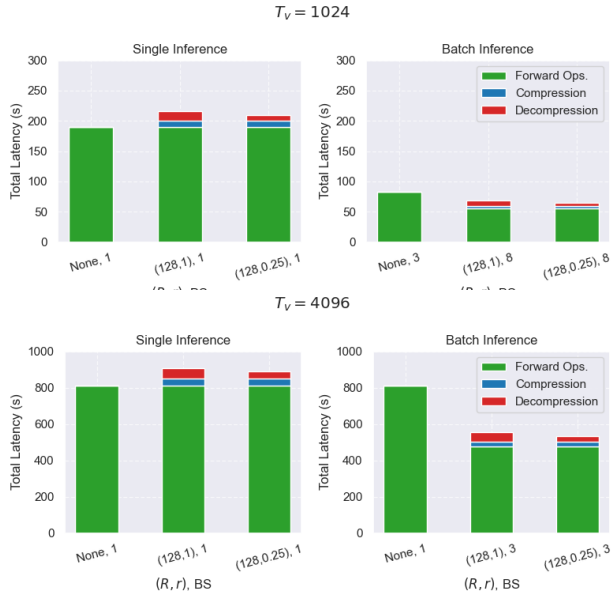 T_v = 1024
Single Inference
Batch Inference
Total Latency (s)
300
250
200
150
100
50
0
None, 1
(128,1), 1
(128,0.25), 1
(R, r), BS
Total Latency (s)
300
250
200
150
100
50
0
Forward Ops.
Compression
Decompression
None, 3
(128,1), 8
(128,0.25), 8
(R, r), BS
T_v = 4096
Single Inference
Batch Inference
Total Latency (s)
1000
800
600
400
200
0
None, 1
(128,1), 1
(128,0.25), 1
(R, r), BS
Total Latency (s)
1000
800
600
400
200
0
Forward Ops.
Compression
Decompression
None, 1
(128,1), 3
(128,0.25), 3
(R, r), BS